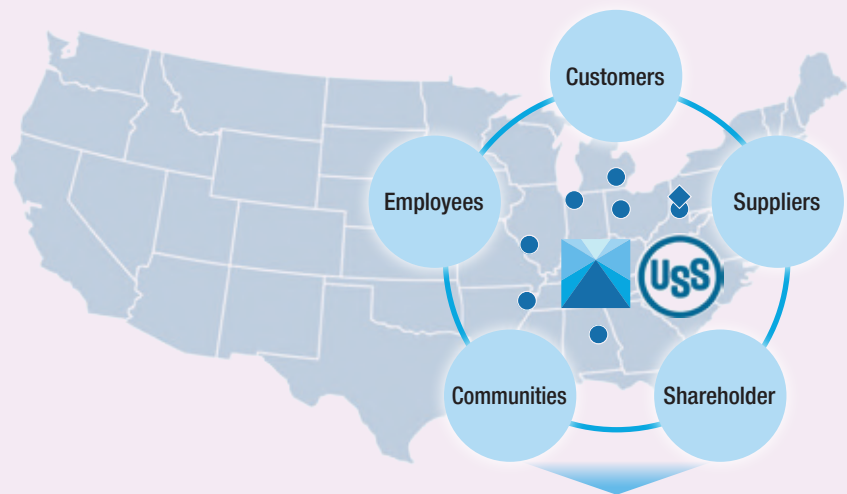 Customers
Employees
Suppliers
USS
Communities
Shareholder